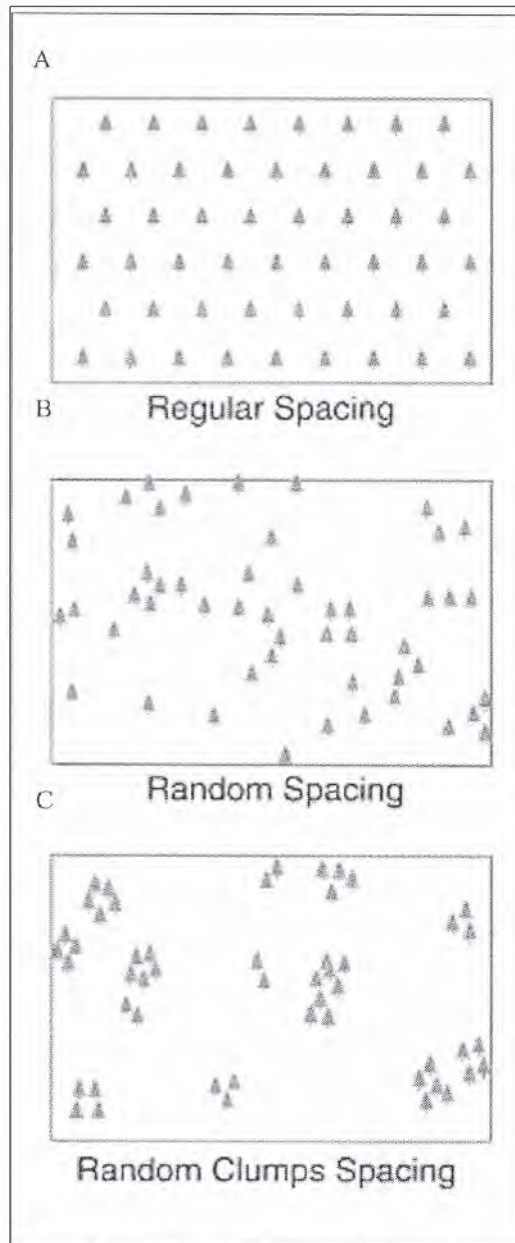 A
Regular Spacing
B
Random Spacing
C
Random Clumps Spacing